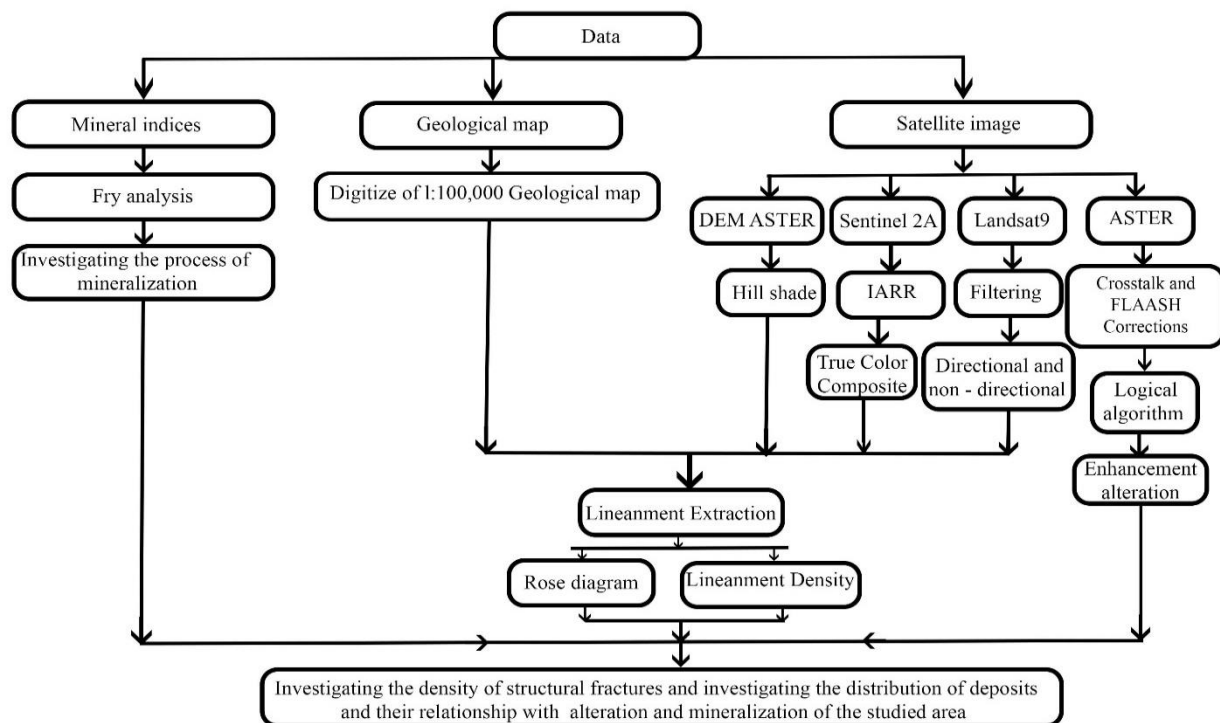 Data
Mineral indices
Geological map
Satellite image
Fry analysis
Digitize of 1:100,000 Geological map
DEM ASTER
Sentinel 2A
Landsat9
ASTER
Investigating the process of
mineralization
Hill shade
IARR
Filtering
Crosstalk and
FLAASH
Corrections
True Color
Composite
Directional and
non - directional
Logical
algorithm
Enhancement
alteration
Lineanment Extraction
Rose diagram
Lineanment Density
Investigating the density of structural fractures and investigating the distribution of deposits
and their relationship with alteration and mineralization of the studied area